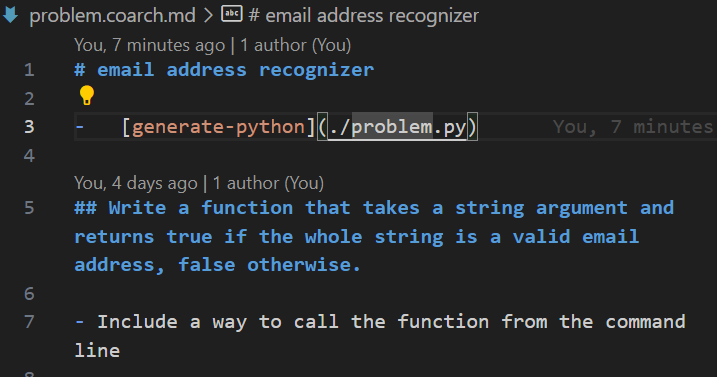 problem.coarch.md > abc # email address recognizer
You, 7 minutes ago | 1 author (You)
1 # email address recognizer
2
3 - [generate-python](./problem.py) You, 7 minutes
4
You, 4 days ago | 1 author (You)
5 ## Write a function that takes a string argument and
returns true if the whole string is a valid email
address, false otherwise.
6
7 - Include a way to call the function from the command
line